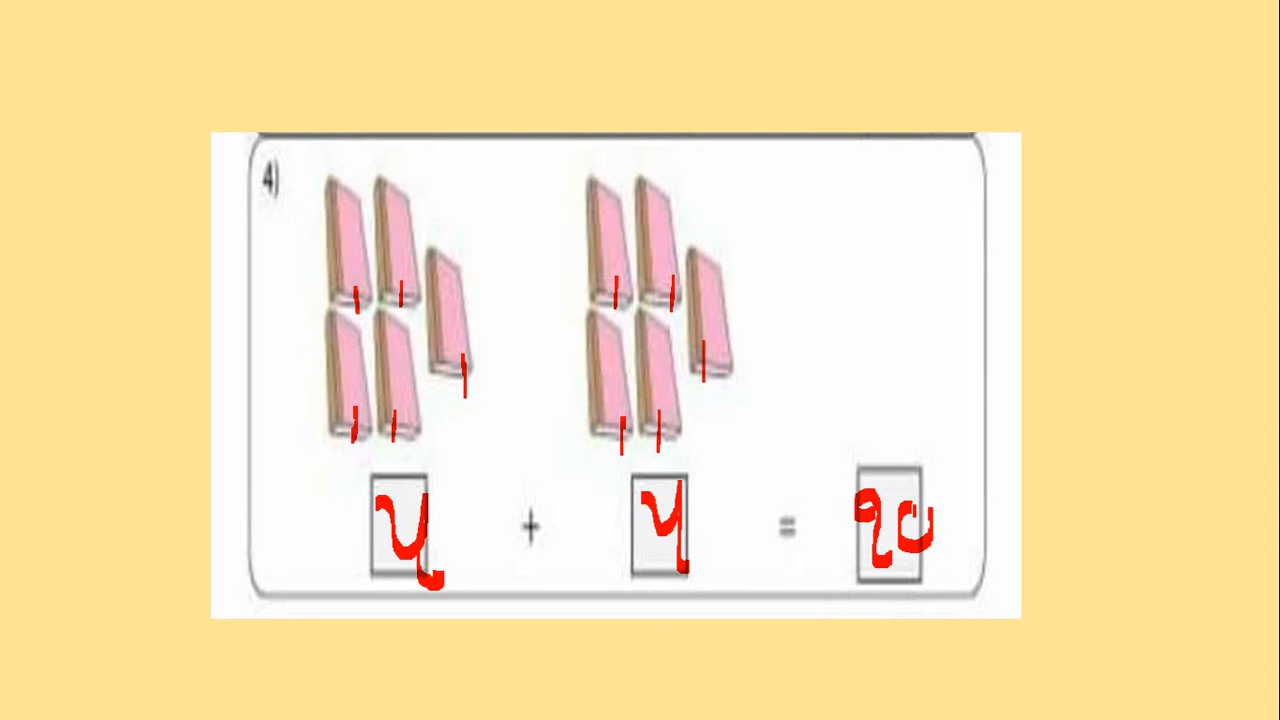 4)
૫ + ૫ = ૧૦